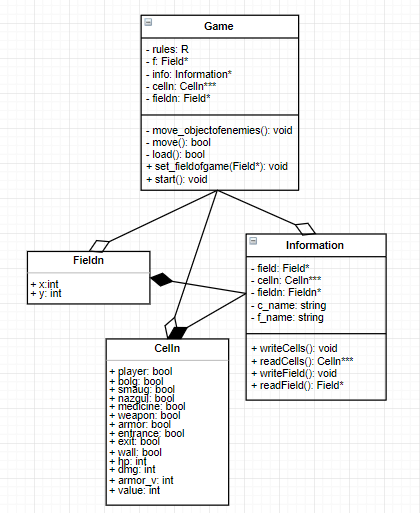 Game
- rules: R
- f: Field*
- info: Information*
- celln: Celln***
- fieldn: Field*
- move_objectofenemies(): void
- move(): bool
- load(): bool
+ set_fieldofgame(Field*): void
+ start(): void
Fieldn
+ x:int
+ y: int
Information
- field: Field*
- celln: Celln***
- fieldn: Fieldn*
- c_name: string
- f_name: string
+ writeCells(): void
+ readCells(): Celln***
+ writeField(): void
+ readField(): Field*
Celln
+ player: bool
+ bolg: bool
+ smaug: bool
+ nazgul: bool
+ medicine: bool
+ weapon: bool
+ armor: bool
+ entrance: bool
+ exit: bool
+ wall: bool
+ hp: int
+ dmg: int
+ armor_v: int
+ value: int